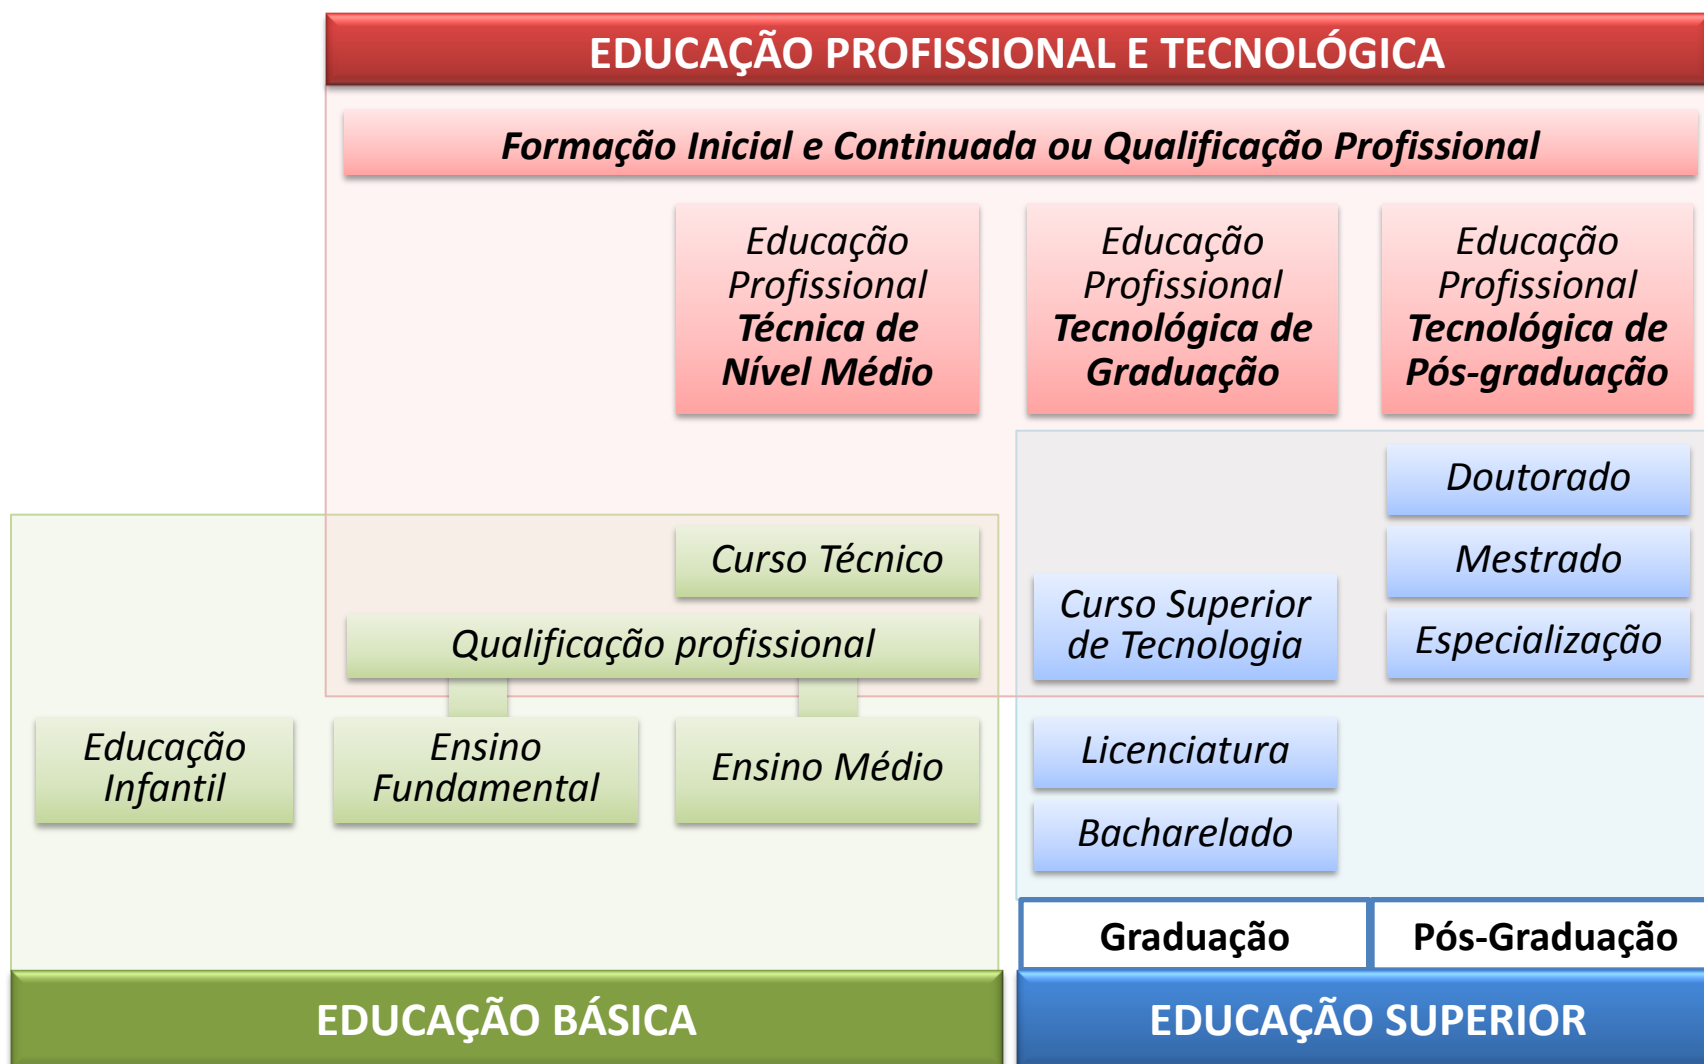 EDUCAÇÃO PROFISSIONAL E TECNOLÓGICA
Formação Inicial e Continuada ou Qualificação Profissional
Educação
Profissional
Técnica de
Nível Médio
Educação
Profissional
Tecnológica de
Graduação
Educação
Profissional
Tecnológica de
Pós-graduação
Doutorado
Mestrado
Especialização
Curso Técnico
Curso Superior
de Tecnologia
Qualificação profissional
Educação
Infantil
Ensino
Fundamental
Ensino Médio
Licenciatura
Bacharelado
Graduação
Pós-Graduação
EDUCAÇÃO BÁSICA
EDUCAÇÃO SUPERIOR